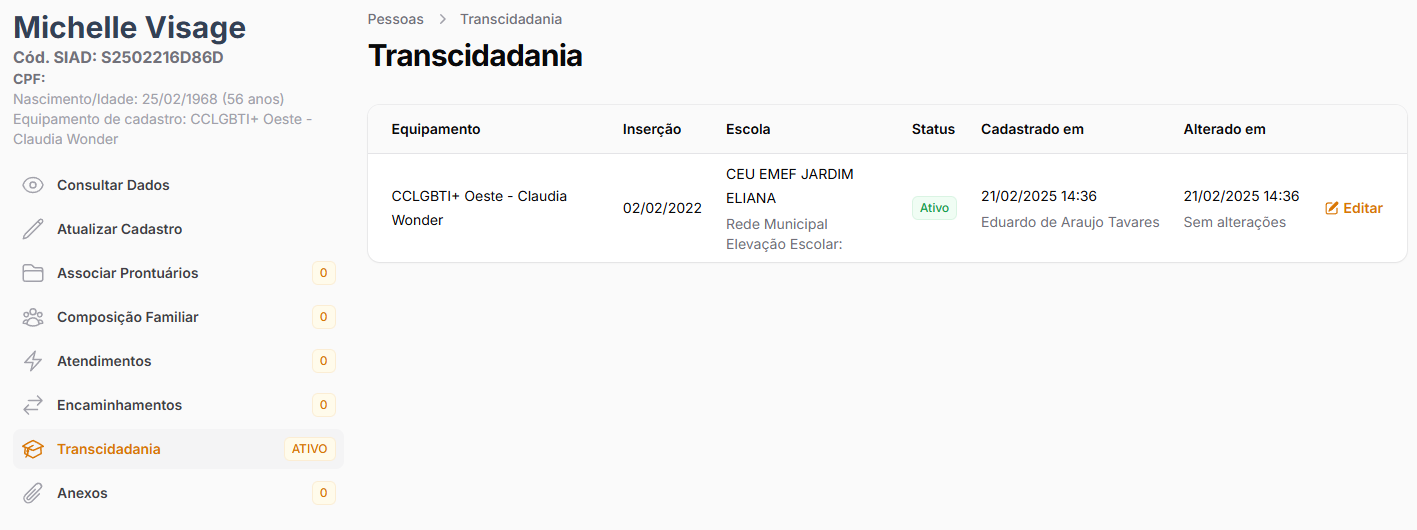 Michelle Visage
Cód. SIAD: S2502216D86D
CPF:
Nascimento/Idade: 25/02/1968 (56 anos)
Equipamento de cadastro: CCLGBTI+ Oeste -
Claudia Wonder
Consultar Dados
Atualizar Cadastro
Associar Prontuários 0
Composição Familiar 0
Atendimentos 0
Encaminhamentos 0
Transcidadania ATIVO
Anexos 0
Pessoas > Transcidadania
Transcidadania
Equipamento Inserção Escola Status Cadastrado em Alterado em
CCLGBTI+ Oeste - Claudia
Wonder
02/02/2022
CEU EMEF JARDIM
ELIANA
Rede Municipal
Elevação Escolar:
Ativo
21/02/2025 14:36
Eduardo de Araujo Tavares
21/02/2025 14:36
Sem alterações
Editar